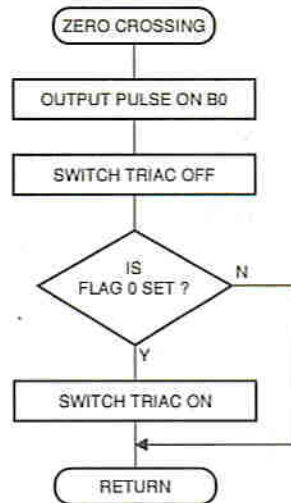 ZERO CROSSING
OUTPUT PULSE ON B0
SWITCH TRIAC OFF
IS
FLAG 0 SET ?
N
Y
SWITCH TRIAC ON
RETURN